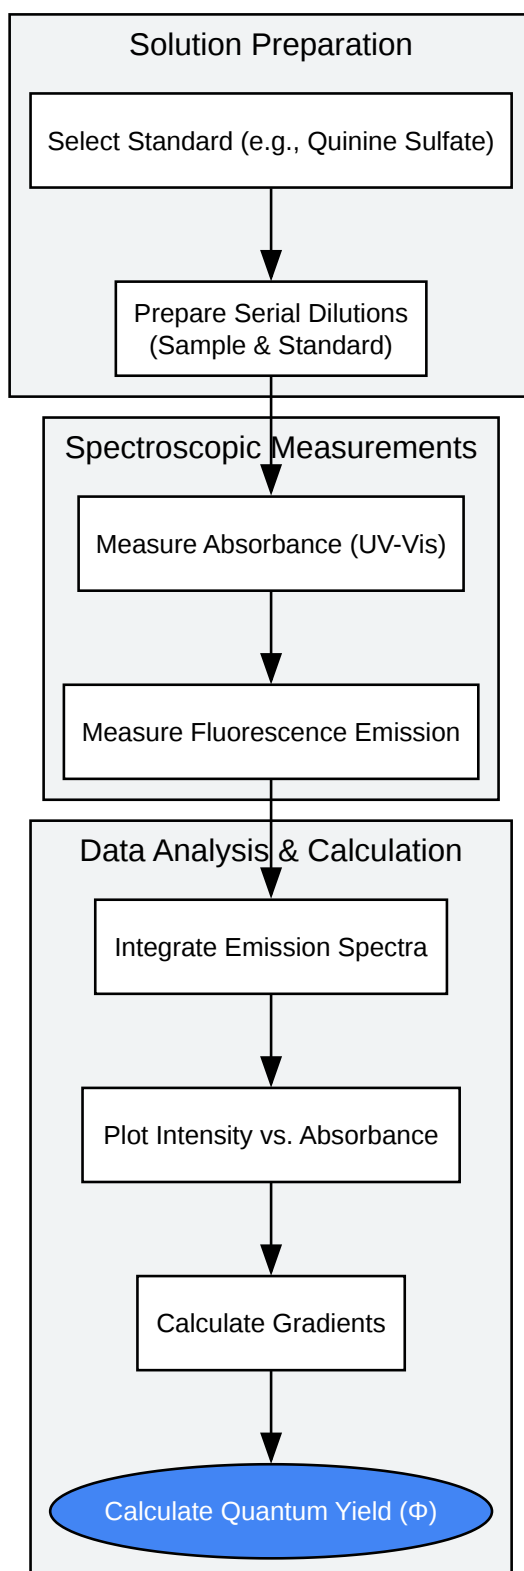 Solution Preparation
Select Standard (e.g., Quinine Sulfate)
Prepare Serial Dilutions
(Sample & Standard)
Spectroscopic Measurements
Measure Absorbance (UV-Vis)
Measure Fluorescence Emission
Data Analysis & Calculation
Integrate Emission Spectra
Plot Intensity vs. Absorbance
Calculate Gradients
Calculate Quantum Yield (Φ)